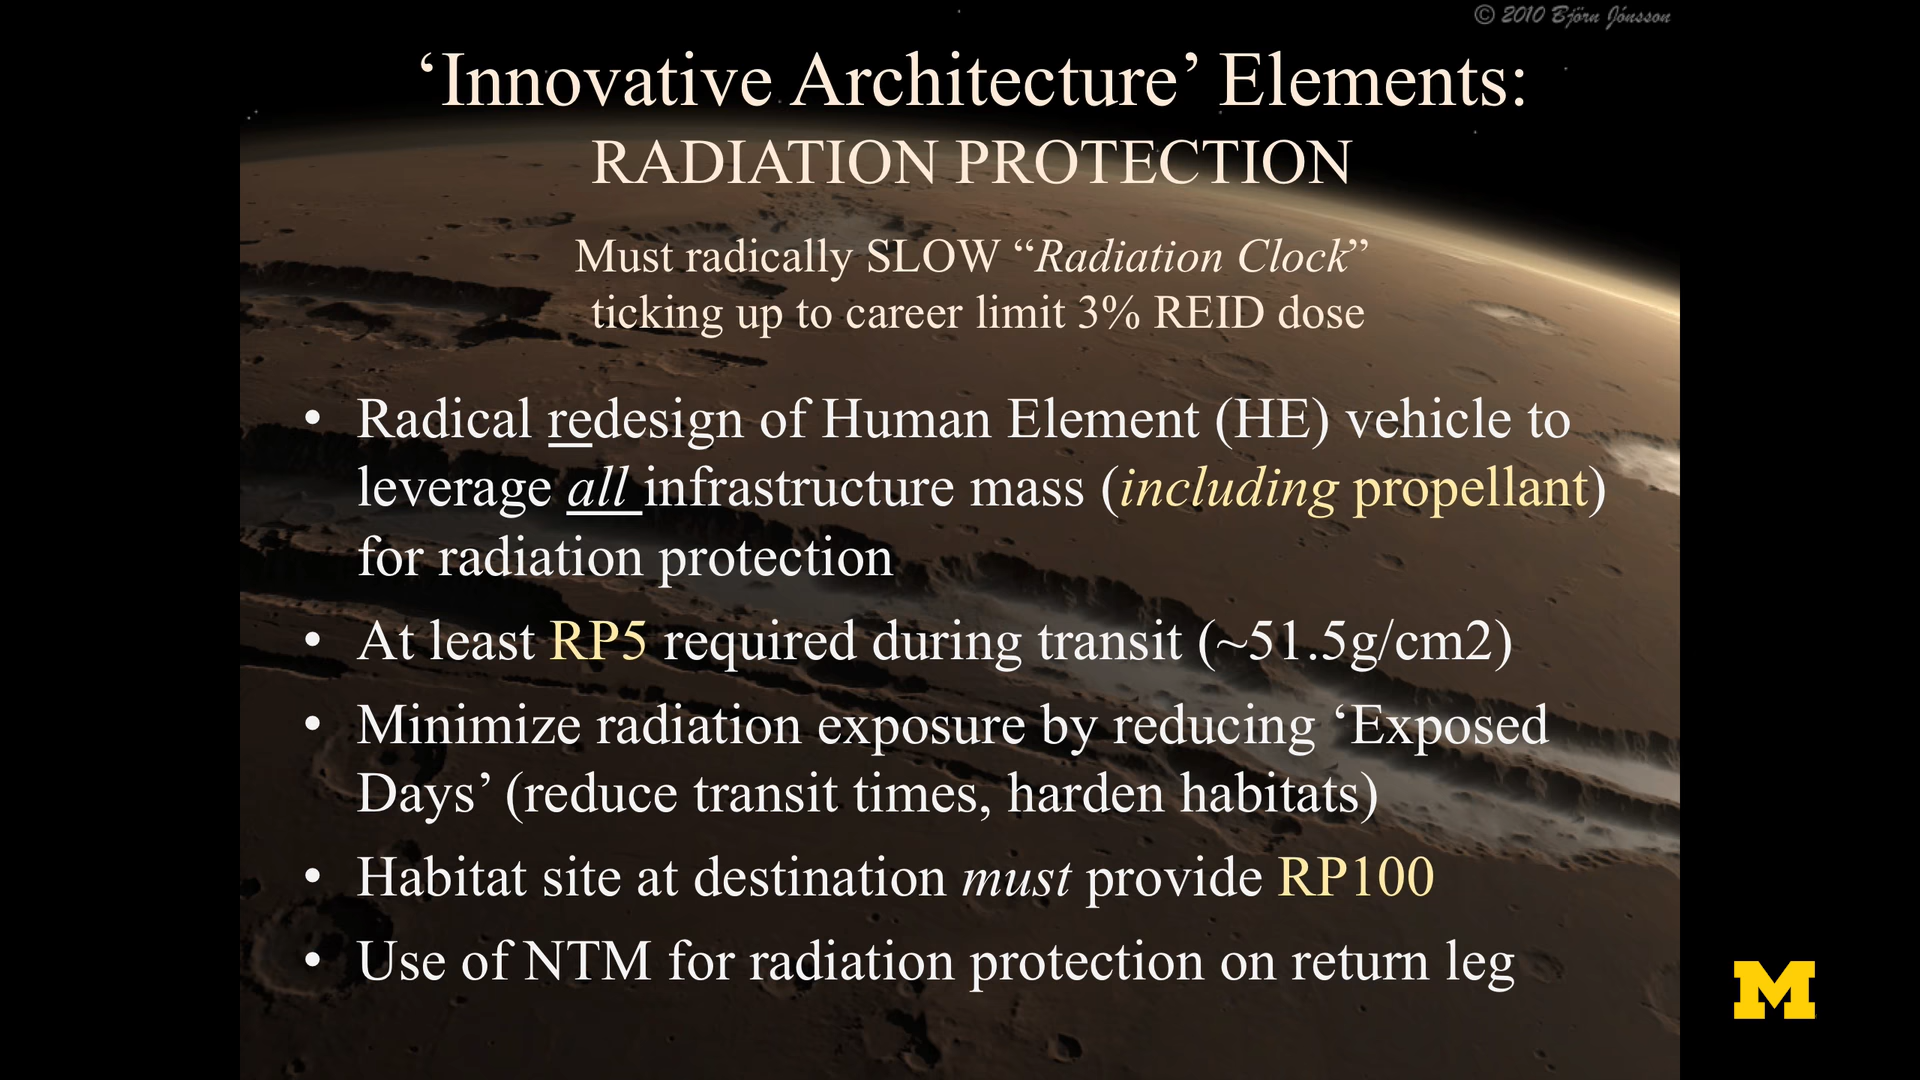 © 2010 Björn Jónsson
‘Innovative Architecture’ Elements:
RADIATION PROTECTION
Must radically SLOW “Radiation Clock”
ticking up to career limit 3% REID dose
• Radical redesign of Human Element (HE) vehicle to
leverage all infrastructure mass (including propellant)
for radiation protection
• At least RP5 required during transit (~51.5g/cm2)
• Minimize radiation exposure by reducing ‘Exposed
Days’ (reduce transit times, harden habitats)
• Habitat site at destination must provide RP100
• Use of NTM for radiation protection on return leg
M